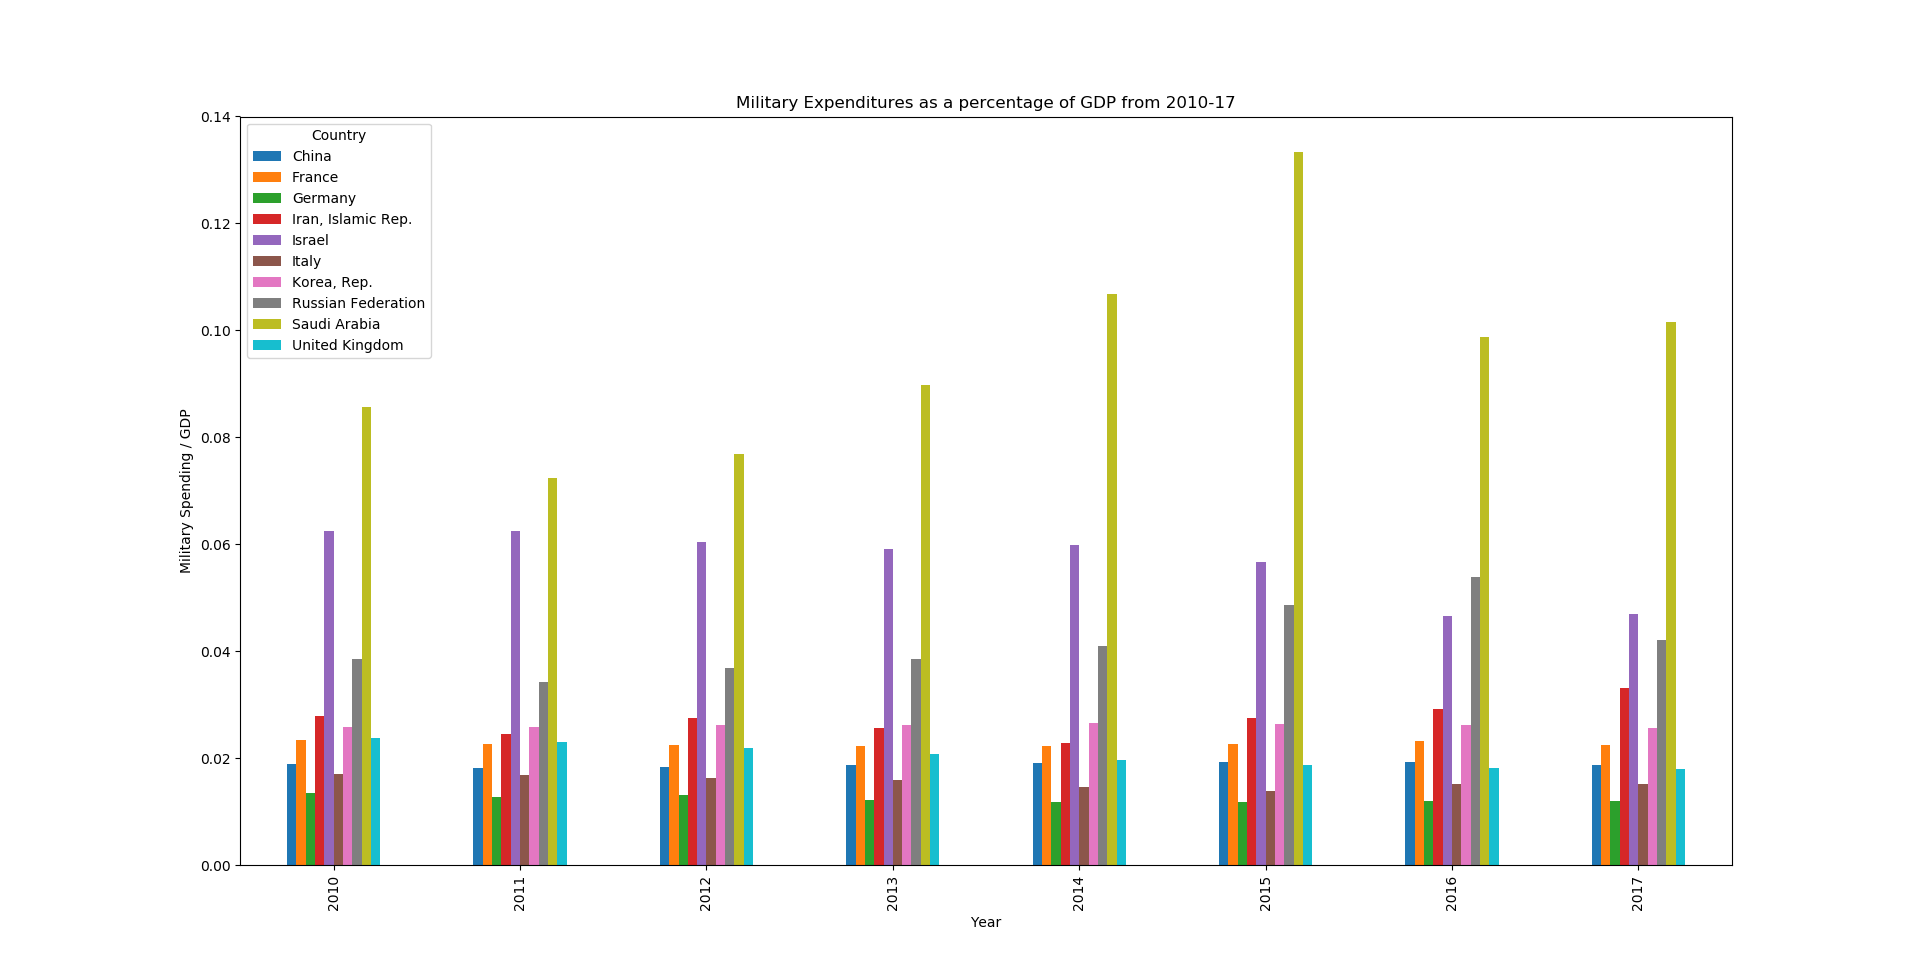 Military Expenditures as a percentage of GDP from 2010-17
0.14
0.12
0.10
0.08
0.06
0.04
0.02
0.00
Military Spending / GDP
Country
China
France
Germany
Iran, Islamic Rep.
Israel
Italy
Korea, Rep.
Russian Federation
Saudi Arabia
United Kingdom
2010
2011
2012
2013
2014
2015
2016
2017
Year